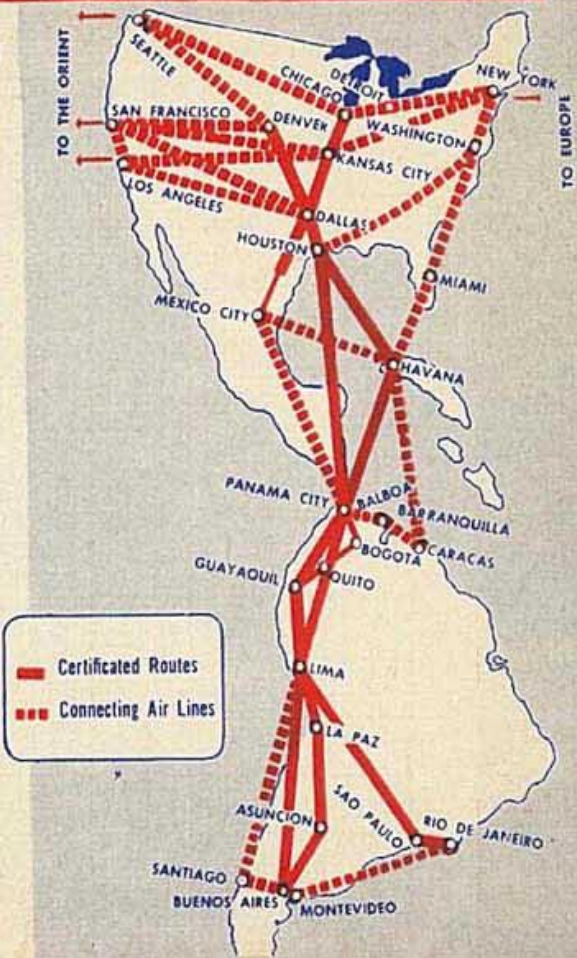 TO THE ORIENT
SEATTLE
CHICAGO
DETROIT
NEW YORK
TO EUROPE
SAN FRANCISCO
DENVER
WASHINGTON
KANSAS CITY
LOS ANGELES
DALLAS
HOUSTON
MIAMI
MEXICO CITY
HAVANA
PANAMA CITY
BALBOA
BARRANQUILLA
BOGOTA
CARACAS
GUAYAQUIL
QUITO
Certificated Routes
Connecting Air Lines
LIMA
LA PAZ
ASUNCION
SAO PAULO
RIO DE JANEIRO
SANTIAGO
BUENOS AIRES
MONTEVIDEO